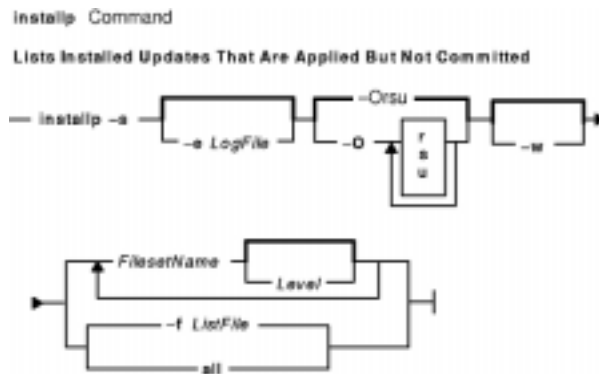 installp Command
Lists Installed Updates That Are Applied But Not Committed
installp -s
-e LogFile
-Orsu
-O
r
s
u
-w
FilesetName
Level
-f ListFile
all